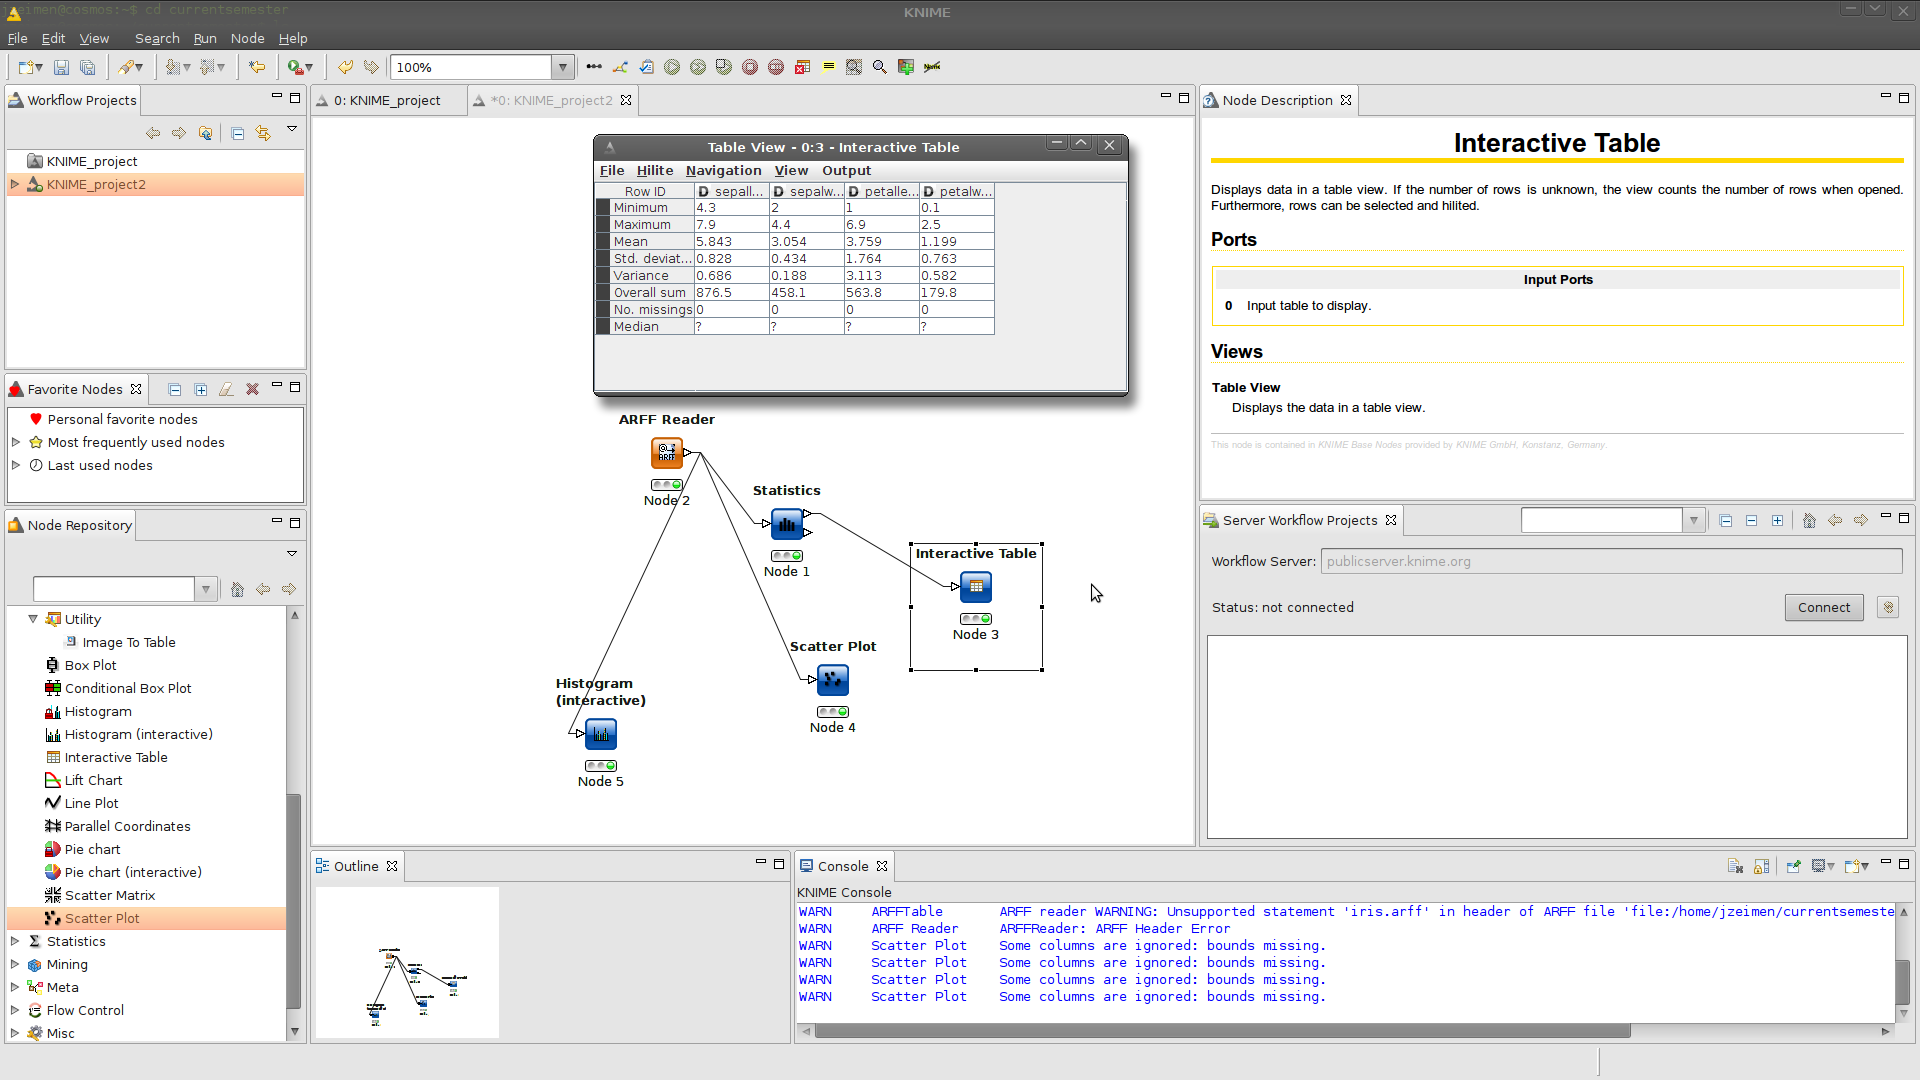 jzeimen@cosmos:~$ cd currentsemester
KNIME
File Edit View Search Run Node Help
100%
Workflow Projects
KNIME_project
KNIME_project2
Favorite Nodes
Personal favorite nodes
Most frequently used nodes
Last used nodes
Node Repository
Utility
Image To Table
Box Plot
Conditional Box Plot
Histogram
Histogram (interactive)
Interactive Table
Lift Chart
Line Plot
Parallel Coordinates
Pie chart
Pie chart (interactive)
Scatter Matrix
Scatter Plot
Statistics
Mining
Meta
Flow Control
Misc
0: KNIME_project
*0: KNIME_project2
Table View - 0:3 - Interactive Table
File Hilite Navigation View Output
Row ID D sepall... D sepalw... D petalle... D petalw...
Minimum 4.3 2 1 0.1
Maximum 7.9 4.4 6.9 2.5
Mean 5.843 3.054 3.759 1.199
Std. deviat... 0.828 0.434 1.764 0.763
Variance 0.686 0.188 3.113 0.582
Overall sum 876.5 458.1 563.8 179.8
No. missings 0 0 0 0
Median ? ? ? ?
ARFF Reader
ARFF
Node 2
Statistics
Node 1
Interactive Table
Node 3
Scatter Plot
Node 4
Histogram
(interactive)
Node 5
Node Description
Interactive Table
Displays data in a table view. If the number of rows is unknown, the view counts the number of rows when opened.
Furthermore, rows can be selected and hilited.
Ports
Input Ports
0 Input table to display.
Views
Table View
Displays the data in a table view.
This node is contained in KNIME Base Nodes provided by KNIME GmbH, Konstanz, Germany.
Server Workflow Projects
Workflow Server: publicserver.knime.org
Status: not connected
Connect
Outline
Console
KNIME Console
WARN ARFFTable ARFF reader WARNING: Unsupported statement 'iris.arff' in header of ARFF file 'file:/home/jzeimen/currentsemeste
WARN ARFF Reader ARFFReader: ARFF Header Error
WARN Scatter Plot Some columns are ignored: bounds missing.
WARN Scatter Plot Some columns are ignored: bounds missing.
WARN Scatter Plot Some columns are ignored: bounds missing.
WARN Scatter Plot Some columns are ignored: bounds missing.